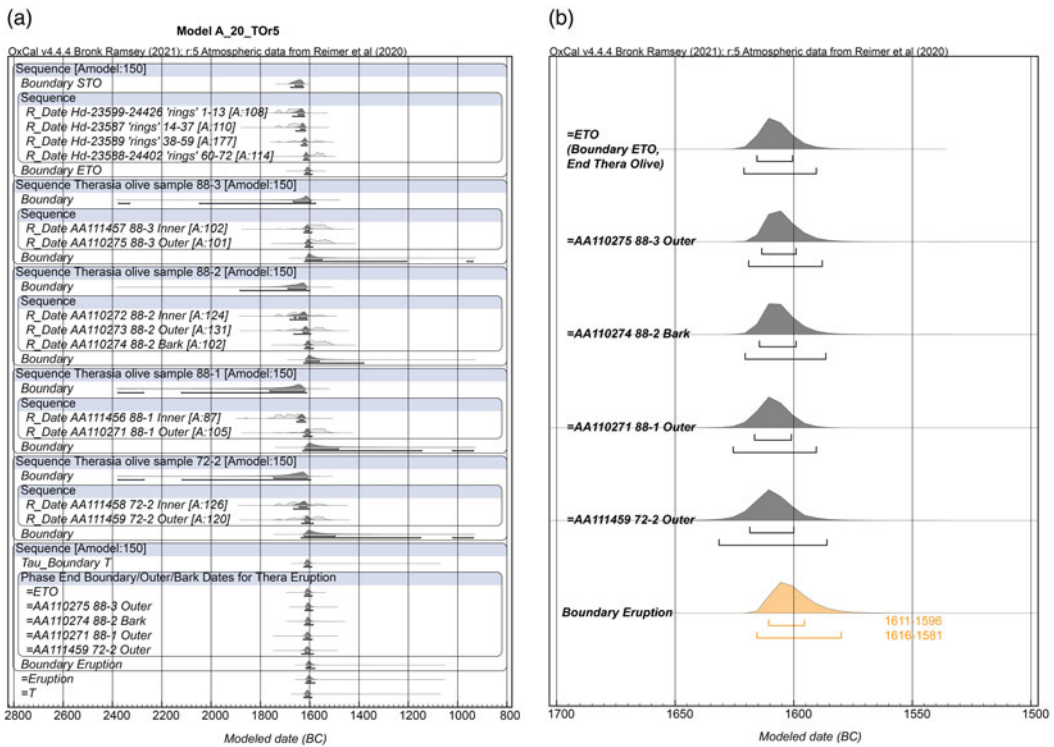 (a)
Model A_20_TOr5
OxCal v4.4.4 Bronk Ramsey (2021); r:5 Atmospheric data from Reimer et al (2020)
Sequence [Amodel:150]
Boundary STO
Sequence
R_Date Hd-23599-24426 'rings' 1-13 [A:108]
R_Date Hd-23587 'rings' 14-37 [A:110]
R_Date Hd-23589 'rings' 38-59 [A:177]
R_Date Hd-23588-24402 'rings' 60-72 [A:114]
Boundary ETO
Sequence Therasia olive sample 88-3 [Amodel:150]
Boundary
Sequence
R_Date AA111457 88-3 Inner [A:102]
R_Date AA110275 88-3 Outer [A:101]
Boundary
Sequence Therasia olive sample 88-2 [Amodel:150]
Boundary
Sequence
R_Date AA110272 88-2 Inner [A:124]
R_Date AA110273 88-2 Outer [A:131]
R_Date AA110274 88-2 Bark [A:102]
Boundary
Sequence Therasia olive sample 88-1 [Amodel:150]
Boundary
Sequence
R_Date AA111456 88-1 Inner [A:87]
R_Date AA110271 88-1 Outer [A:105]
Boundary
Sequence Therasia olive sample 72-2 [Amodel:150]
Boundary
Sequence
R_Date AA111458 72-2 Inner [A:126]
R_Date AA111459 72-2 Outer [A:120]
Boundary
Sequence [Amodel:150]
Tau_Boundary T
Phase End Boundary/Outer/Bark Dates for Thera Eruption
=ETO
=AA110275 88-3 Outer
=AA110274 88-2 Bark
=AA110271 88-1 Outer
=AA111459 72-2 Outer
Boundary Eruption
=Eruption
=T
2800 2600 2400 2200 2000 1800 1600 1400 1200 1000 800
Modeled date (BC)
(b)
OxCal v4.4.4 Bronk Ramsey (2021); r:5 Atmospheric data from Reimer et al (2020)
=ETO
(Boundary ETO,
End Thera Olive)
=AA110275 88-3 Outer
=AA110274 88-2 Bark
=AA110271 88-1 Outer
=AA111459 72-2 Outer
Boundary Eruption
1611-1596
1616-1581
1700 1650 1600 1550 1500
Modeled date (BC)